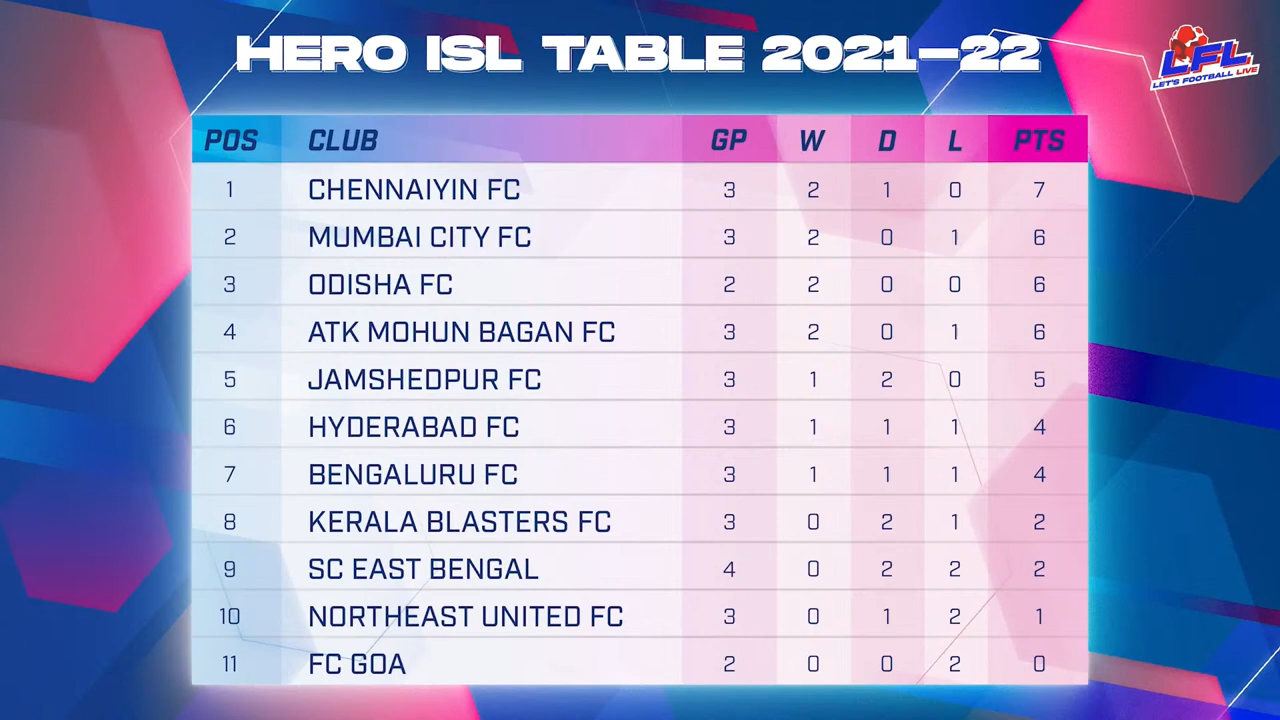 HERO ISL TABLE 2021-22
LFL
LET'S FOOTBALL LIVE
POS CLUB GP W D L PTS
1 CHENNAIYIN FC 3 2 1 0 7
2 MUMBAI CITY FC 3 2 0 1 6
3 ODISHA FC 2 2 0 0 6
4 ATK MOHUN BAGAN FC 3 2 0 1 6
5 JAMSHEDPUR FC 3 1 2 0 5
6 HYDERABAD FC 3 1 1 1 4
7 BENGALURU FC 3 1 1 1 4
8 KERALA BLASTERS FC 3 0 2 1 2
9 SC EAST BENGAL 4 0 2 2 2
10 NORTHEAST UNITED FC 3 0 1 2 1
11 FC GOA 2 0 0 2 0